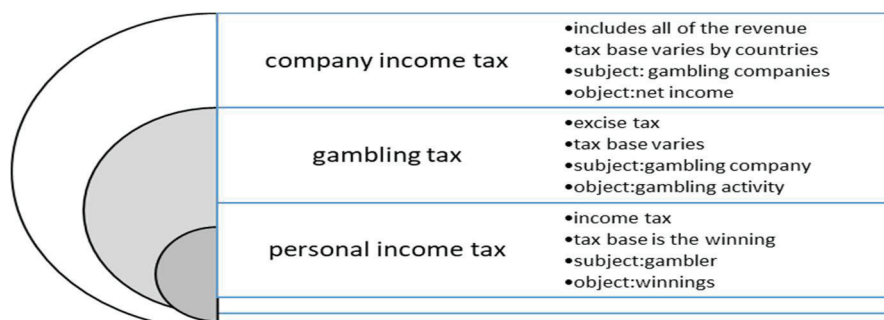 company income tax
•includes all of the revenue
•tax base varies by countries
•subject: gambling companies
•object:net income
gambling tax
•excise tax
•tax base varies
•subject:gambling company
•object:gambling activity
personal income tax
•income tax
•tax base is the winning
•subject:gambler
•object:winnings